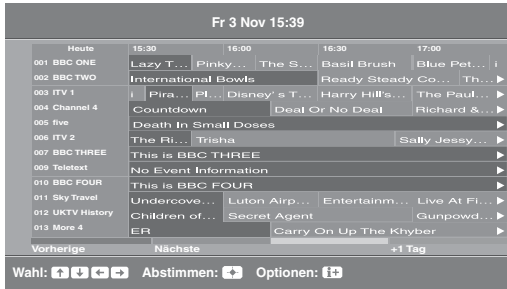 Fr 3 Nov 15:39
Heute 15:30 16:00 16:30 17:00
001 BBC ONE Lazy T... Pinky... The S... Basil Brush Blue Pet... i
002 BBC TWO International Bowls Ready Steady Co... Th...
003 ITV 1 i Pira... Pl... Disney's T... Harry Hill's... The Paul...
004 Channel 4 Countdown Deal Or No Deal Richard &...
005 five Death In Small Doses
006 ITV 2 The Ri... Trisha Sally Jessy...
007 BBC THREE This is BBC THREE
009 Teletext No Event Information
010 BBC FOUR This is BBC FOUR
011 Sky Travel Undercove... Luton Airp... Entertainm... Live At Fi...
012 UKTV History Children of... Secret Agent Gunpowd...
013 More 4 ER Carry On Up The Khyber
Vorherige Nächste +1 Tag
Wahl: Abstimmen: Optionen: i+